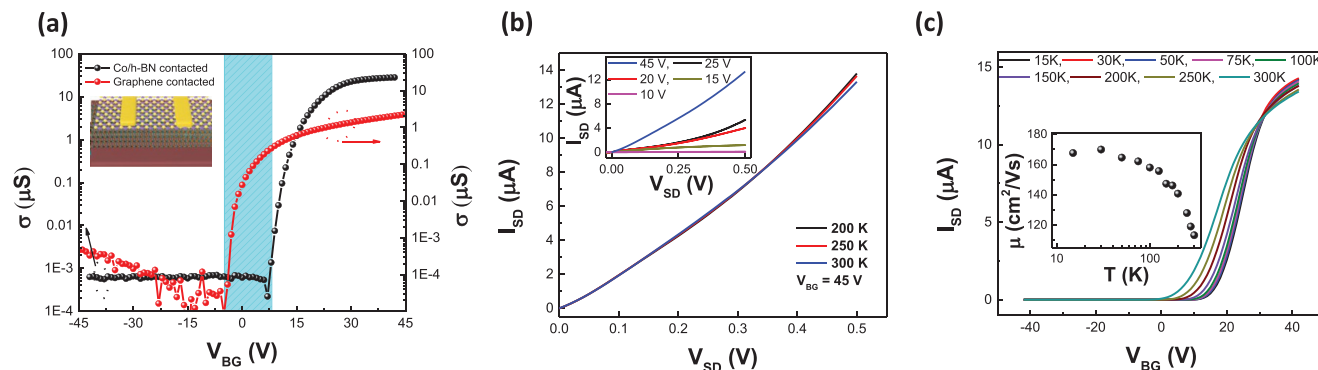 (a)
Co/h-BN contacted
Graphene contacted
100
10
1
0.1
0.01
1E-3
1E-4
σ (μS)
100
10
1
0.1
0.01
1E-3
1E-4
1E-5
σ (μS)
-45 -30 -15 0 15 30 45
V_BG (V)
(b)
14
12
10
8
6
4
2
0
I_SD (μA)
45 V, 25 V
20 V, 15 V
10 V
12
8
4
0
I_SD (μA)
0.00 0.25 0.50
V_SD (V)
200 K
250 K
300 K
V_BG = 45 V
0.0 0.1 0.2 0.3 0.4 0.5
V_SD (V)
(c)
15K, 30K, 50K, 75K, 100K
150K, 200K, 250K, 300K
15
10
5
0
I_SD (μA)
180
160
140
120
μ (cm²/Vs)
10 100
T (K)
-40 -20 0 20 40
V_BG (V)